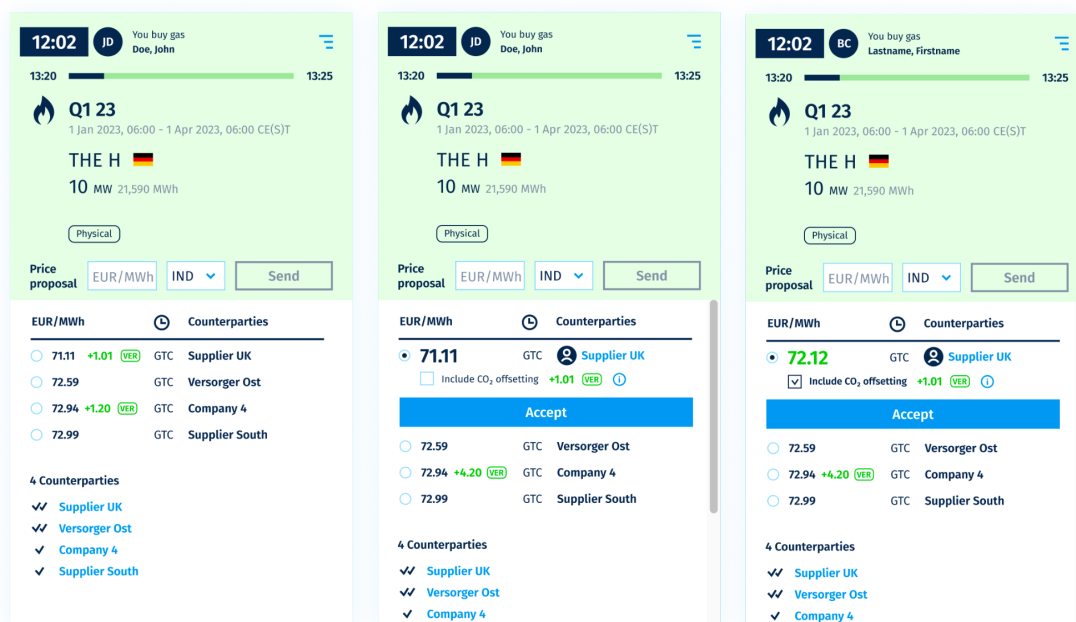 12:02 JD You buy gas
Doe, John
13:20 13:25
Q1 23
1 Jan 2023, 06:00 - 1 Apr 2023, 06:00 CE(S)T
THE H
10 MW 21,590 MWh
Physical
Price proposal EUR/MWh IND Send
EUR/MWh Counterparties
71.11 +1.01 VER GTC Supplier UK
72.59 GTC Versorger Ost
72.94 +1.20 VER GTC Company 4
72.99 GTC Supplier South
4 Counterparties
Supplier UK
Versorger Ost
Company 4
Supplier South
12:02 JD You buy gas
Doe, John
13:20 13:25
Q1 23
1 Jan 2023, 06:00 - 1 Apr 2023, 06:00 CE(S)T
THE H
10 MW 21,590 MWh
Physical
Price proposal EUR/MWh IND Send
EUR/MWh Counterparties
71.11 GTC Supplier UK
Include CO₂ offsetting +1.01 VER
Accept
72.59 GTC Versorger Ost
72.94 +4.20 VER GTC Company 4
72.99 GTC Supplier South
4 Counterparties
Supplier UK
Versorger Ost
Company 4
12:02 BC You buy gas
Lastname, Firstname
13:20 13:25
Q1 23
1 Jan 2023, 06:00 - 1 Apr 2023, 06:00 CE(S)T
THE H
10 MW 21,590 MWh
Physical
Price proposal EUR/MWh IND Send
EUR/MWh Counterparties
72.12 GTC Supplier UK
Include CO₂ offsetting +1.01 VER
Accept
72.59 GTC Versorger Ost
72.94 +4.20 VER GTC Company 4
72.99 GTC Supplier South
4 Counterparties
Supplier UK
Versorger Ost
Company 4